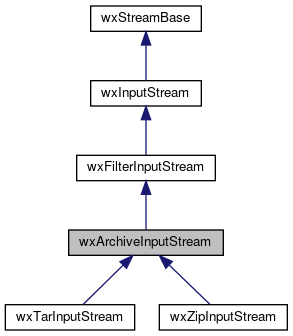 wxStreamBase
wxInputStream
wxFilterInputStream
wxArchiveInputStream
wxTarInputStream
wxZipInputStream